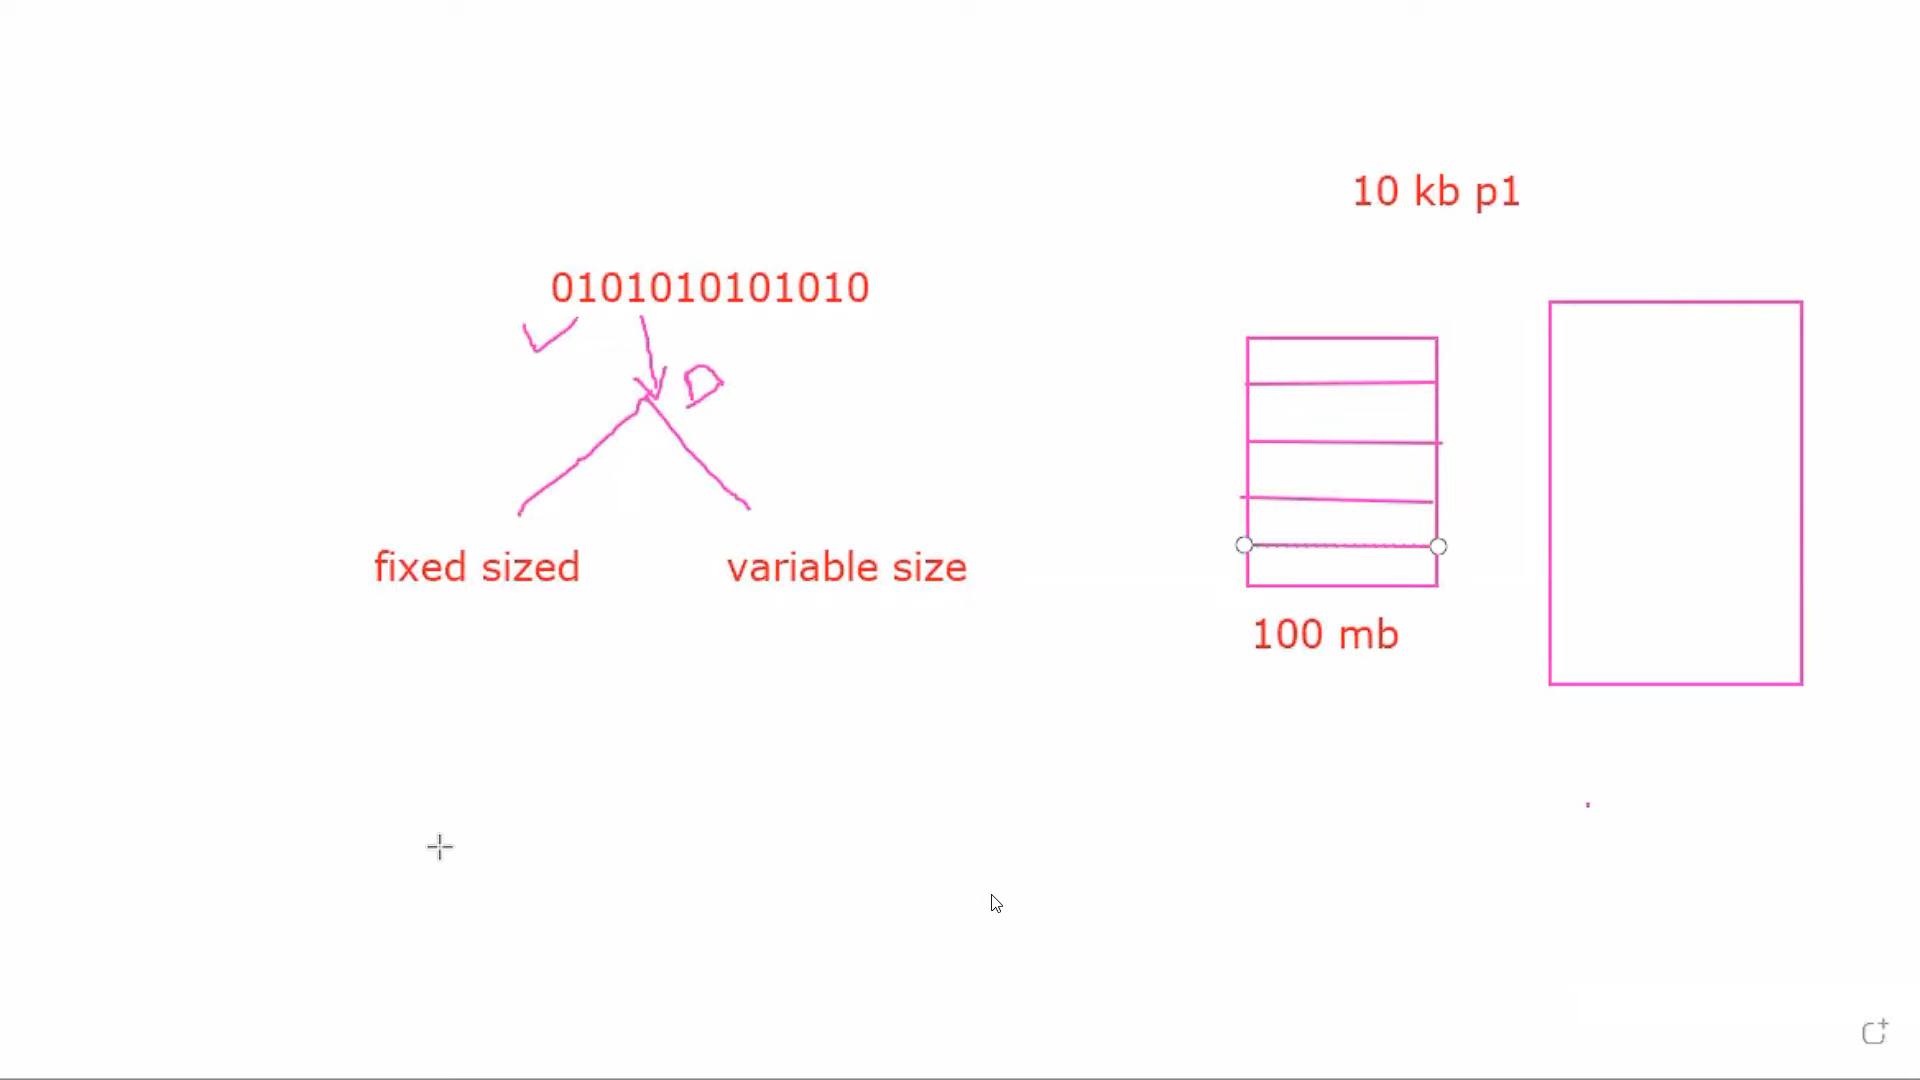 10 kb p1
0101010101010
D
fixed sized
variable size
100 mb